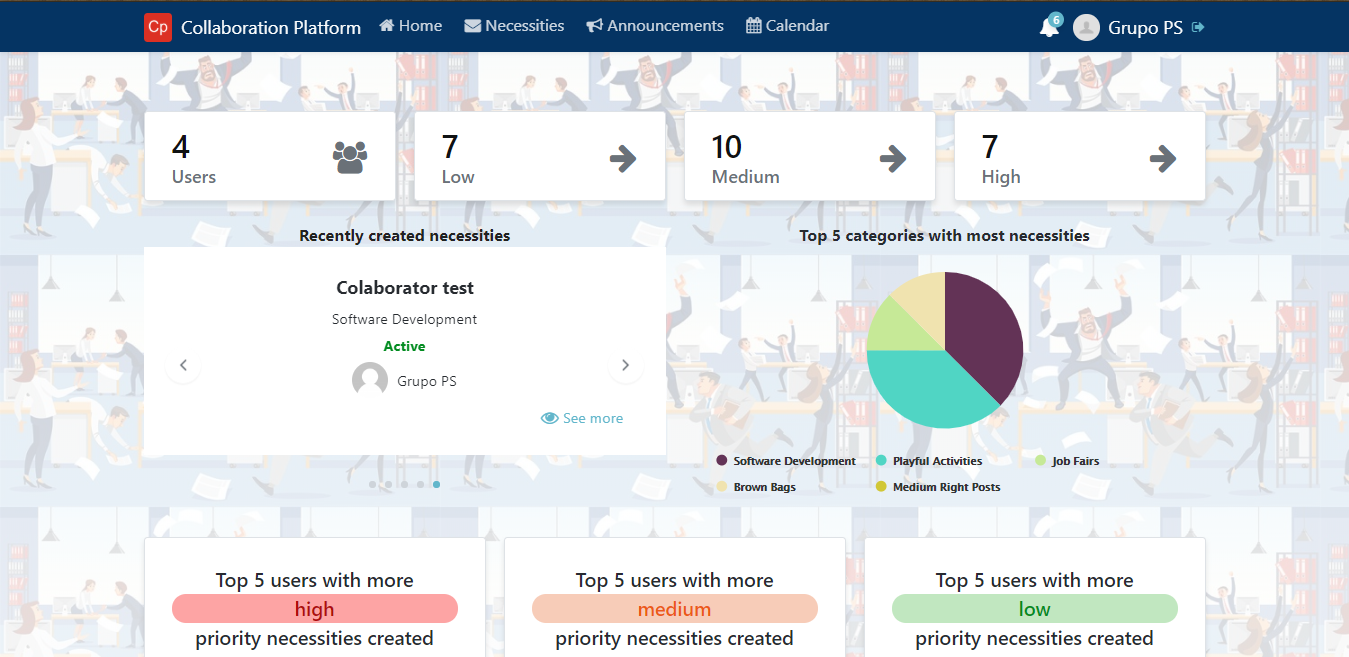 Cp Collaboration Platform Home Necessities Announcements Calendar 6 Grupo PS
4
Users
7
Low
10
Medium
7
High
Recently created necessities
Colaborator test
Software Development
Active
Grupo PS
See more
Top 5 categories with most necessities
Software Development Playful Activities Job Fairs
Brown Bags Medium Right Posts
Top 5 users with more
high
priority necessities created
Top 5 users with more
medium
priority necessities created
Top 5 users with more
low
priority necessities created